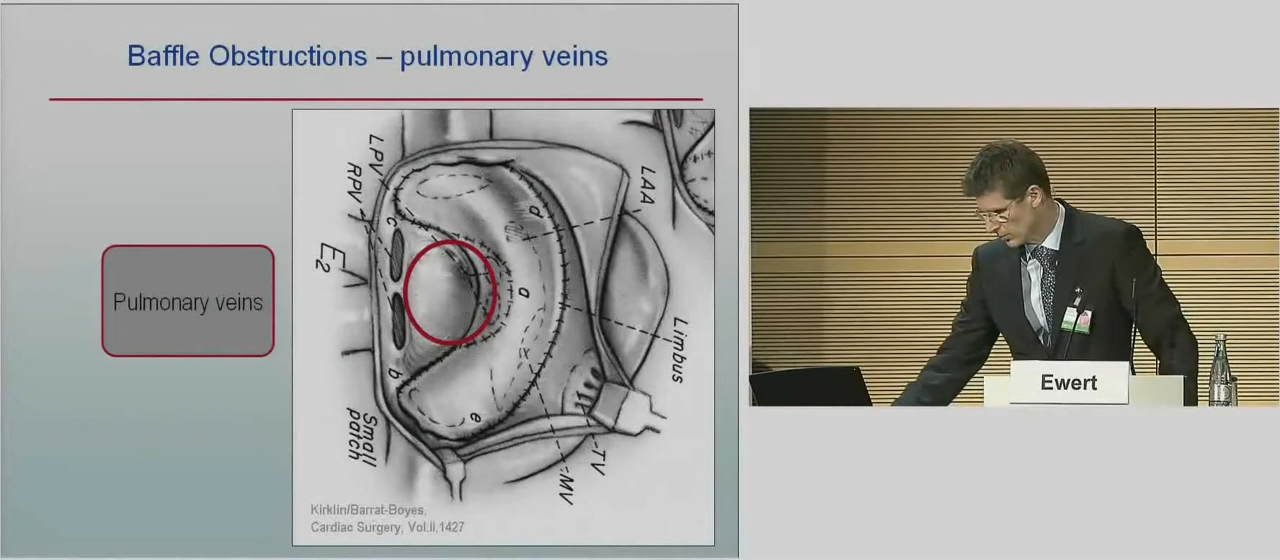 Baffle Obstructions – pulmonary veins
Pulmonary veins
LPV
RPV
LAA
c
d
E2
a
Limbus
b
e
Small
patch
TV
MV
Kirklin/Barrat-Boyes,
Cardiac Surgery, Vol.II,1427
Ewert